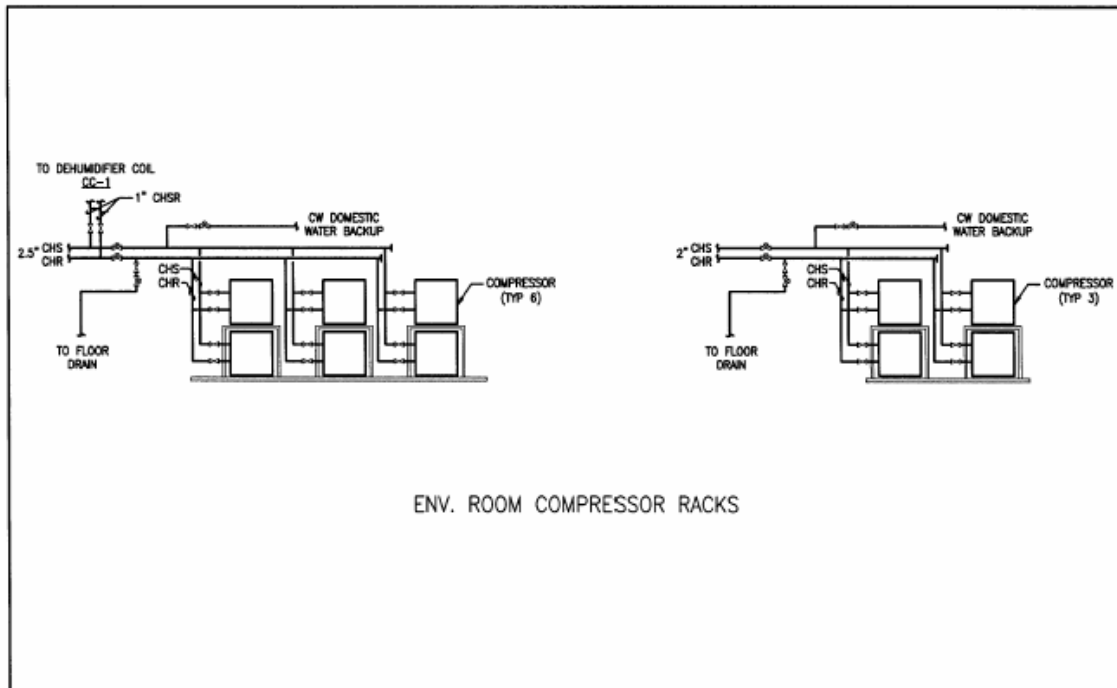 TO DEHUMIDIFIER COIL
CC-1
1" CHSR
CW DOMESTIC
WATER BACKUP
2.5" CHS
CHR
CHS
CHR
COMPRESSOR
(TYP 6)
TO FLOOR
DRAIN
CW DOMESTIC
WATER BACKUP
2" CHS
CHR
CHS
CHR
COMPRESSOR
(TYP 3)
TO FLOOR
DRAIN
ENV. ROOM COMPRESSOR RACKS